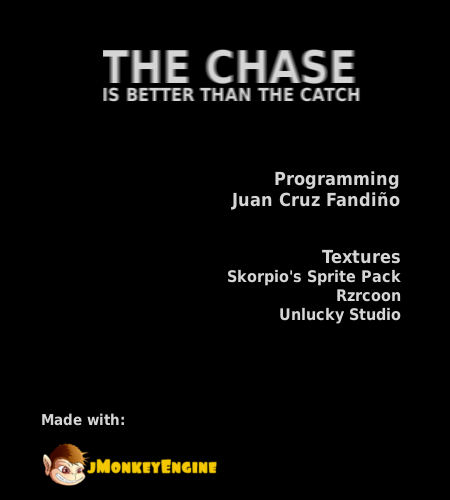 THE CHASE
IS BETTER THAN THE CATCH
Programming
Juan Cruz Fandiño
Textures
Skorpio's Sprite Pack
Rzrcoon
Unlucky Studio
Made with:
jMonkeyEngine